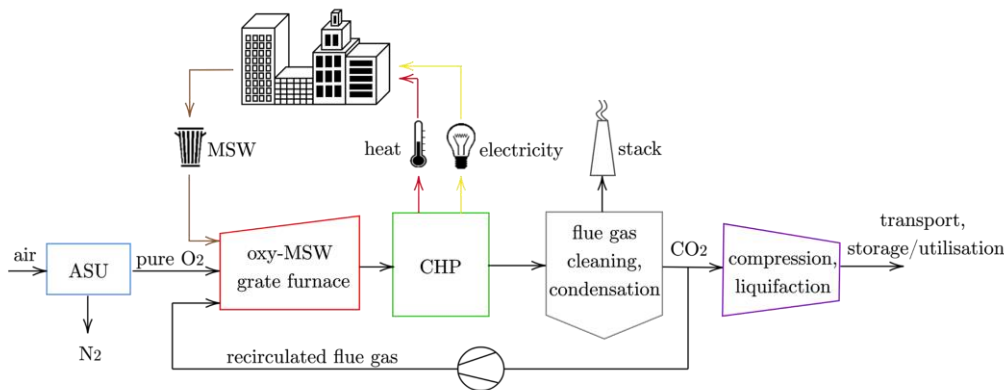 MSW
heat
electricity
stack
air
ASU
pure O2
N2
oxy-MSW
grate furnace
CHP
flue gas
cleaning,
condensation
CO2
compression,
liquifaction
transport,
storage/utilisation
recirculated flue gas